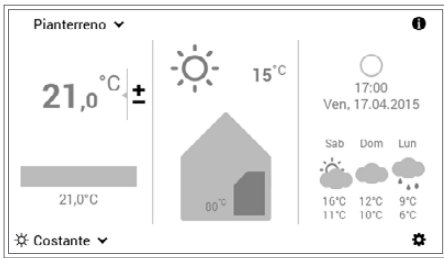 Pianterreno
21,0 °C ±
21,0°C
Costante
15°C
80°C
17:00
Ven, 17.04.2015
Sab Dom Lun
16°C 12°C 9°C
11°C 10°C 6°C